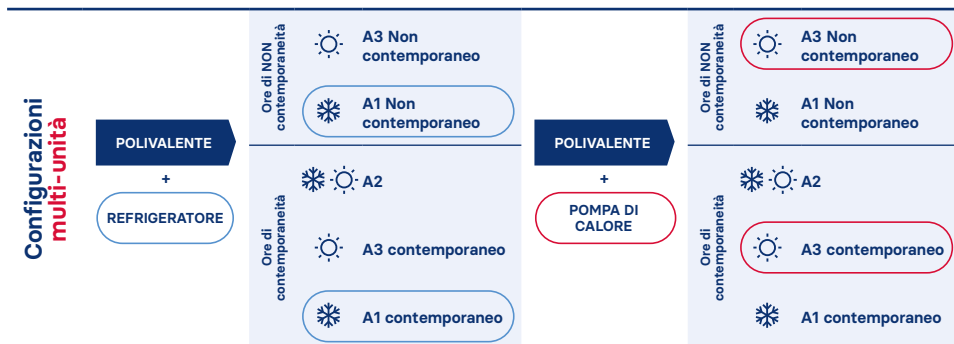 Configurazioni
multi-unità
POLIVALENTE
+
REFRIGERATORE
Ore di NON
contemporaneità
A3 Non
contemporaneo
A1 Non
contemporaneo
Ore di
contemporaneità
A2
A3 contemporaneo
A1 contemporaneo
POLIVALENTE
+
POMPA DI
CALORE
Ore di NON
contemporaneità
A3 Non
contemporaneo
A1 Non
contemporaneo
Ore di
contemporaneità
A2
A3 contemporaneo
A1 contemporaneo